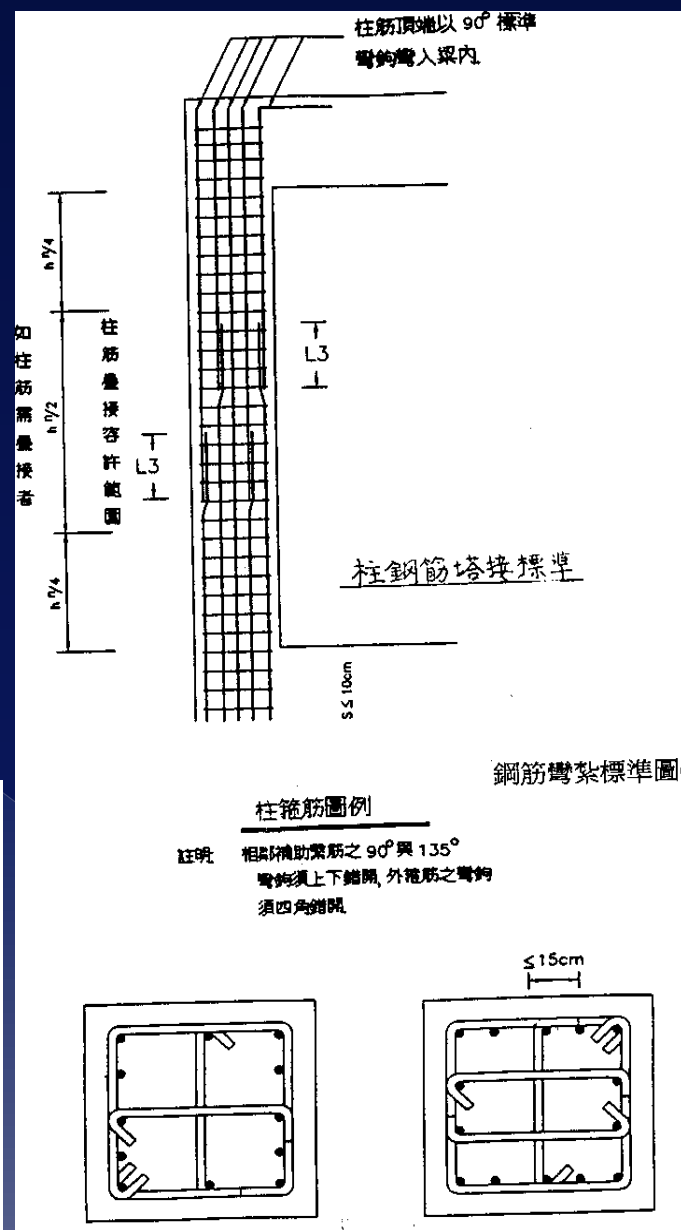 柱筋頂端以 90° 標準
彎鉤彎入梁內.
hⁿ/4
如柱筋需疊接者
hⁿ/2
柱筋疊接容許範圍
L3
L3
hⁿ/4
柱鋼筋塔接標準
S ≤ 10cm
鋼筋彎紮標準圖
柱箍筋圖例
註明: 相鄰補助繫筋之 90° 與 135°
彎鉤須上下錯開, 外箍筋之彎鉤
須四角錯開.
≤ 15cm